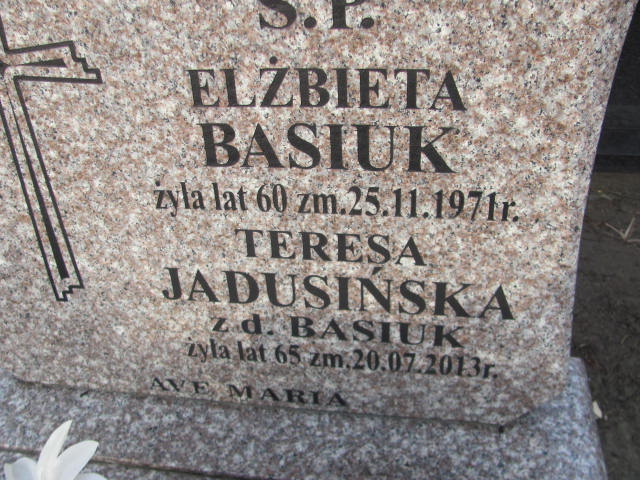 Ś.P.
ELŻBIETA
BASIUK
żyła lat 60 zm.25.11.1971r.
TERESA
JADUSIŃSKA
z d. BASIUK
żyła lat 65 zm.20.07.2013r.
AVE MARIA